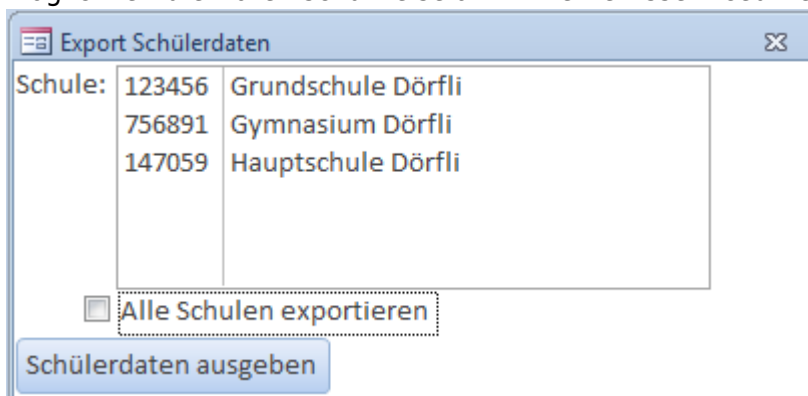 Export Schülerdaten
Schule: 123456 Grundschule Dörfli
756891 Gymnasium Dörfli
147059 Hauptschule Dörfli
Alle Schulen exportieren
Schülerdaten ausgeben